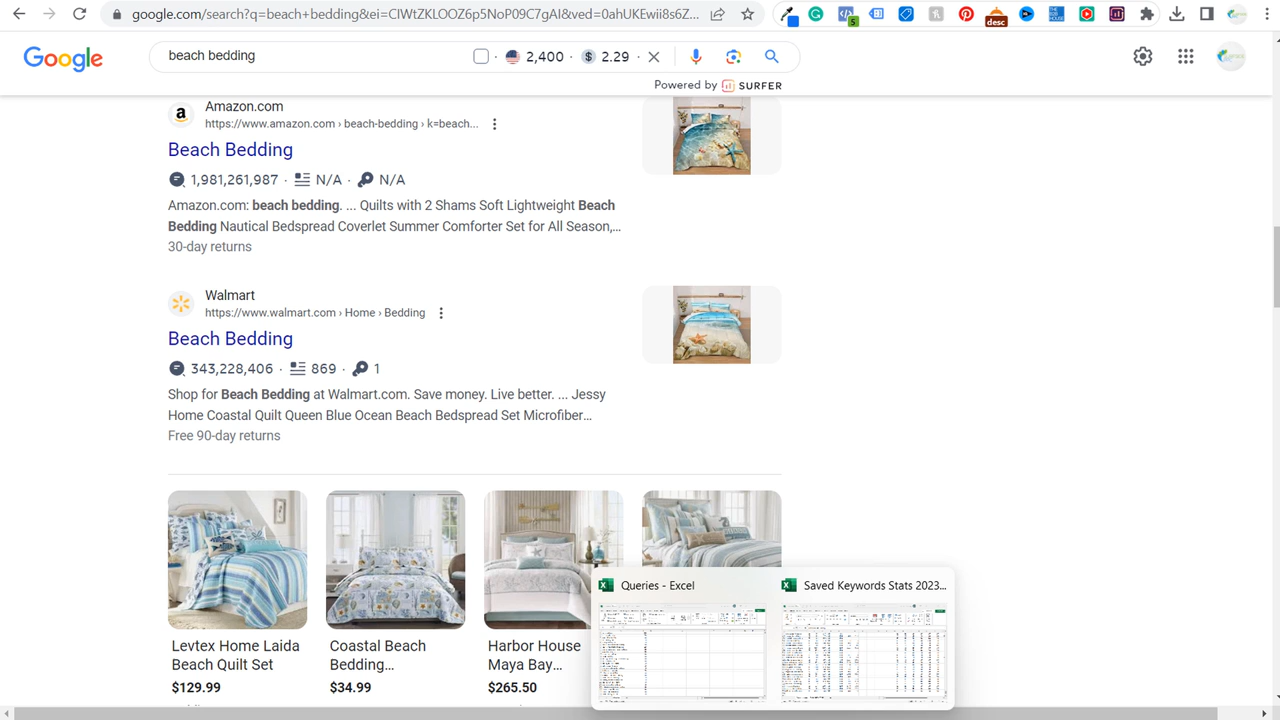 google.com/search?q=beach+bedding&ei=CIWtZKLOOZ6p5NoP09C7gAs&ved=0ahUKEwii8s6Z...
5
desc
Google
beach bedding
2,400
2.29
Powered by SURFER
Amazon.com
https://www.amazon.com › beach-bedding › k=beach...
Beach Bedding
1,981,261,987 · N/A · N/A
Amazon.com: beach bedding. ... Quilts with 2 Shams Soft Lightweight Beach
Bedding Nautical Bedspread Coverlet Summer Comforter Set for All Season,...
30-day returns
Walmart
https://www.walmart.com › Home › Bedding
Beach Bedding
343,228,406 · 869 · 1
Shop for Beach Bedding at Walmart.com. Save money. Live better. ... Jessy
Home Coastal Quilt Queen Blue Ocean Beach Bedspread Set Microfiber...
Free 90-day returns
Queries - Excel
Saved Keywords Stats 2023...
Levtex Home Laida
Beach Quilt Set
$129.99
Coastal Beach
Bedding...
$34.99
Harbor House
Maya Bay...
$265.50